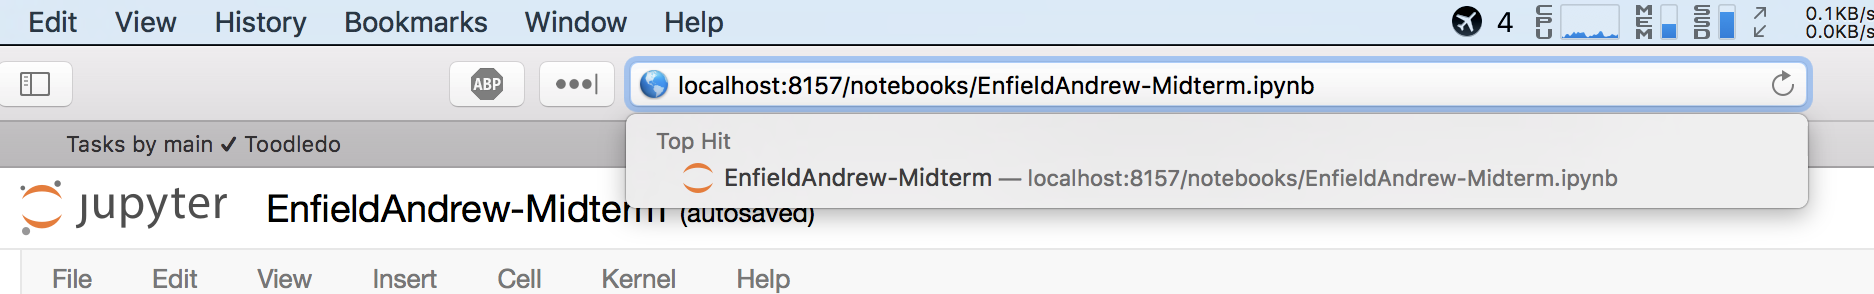 Edit View History Bookmarks Window Help 4 CPU MEM SSD 0.1KB/s
0.0KB/s
ABP localhost:8157/notebooks/EnfieldAndrew-Midterm.ipynb
Tasks by main ✓ Toodledo
Top Hit
EnfieldAndrew-Midterm — localhost:8157/notebooks/EnfieldAndrew-Midterm.ipynb
jupyter EnfieldAndrew-Midterm (autosaved)
File Edit View Insert Cell Kernel Help